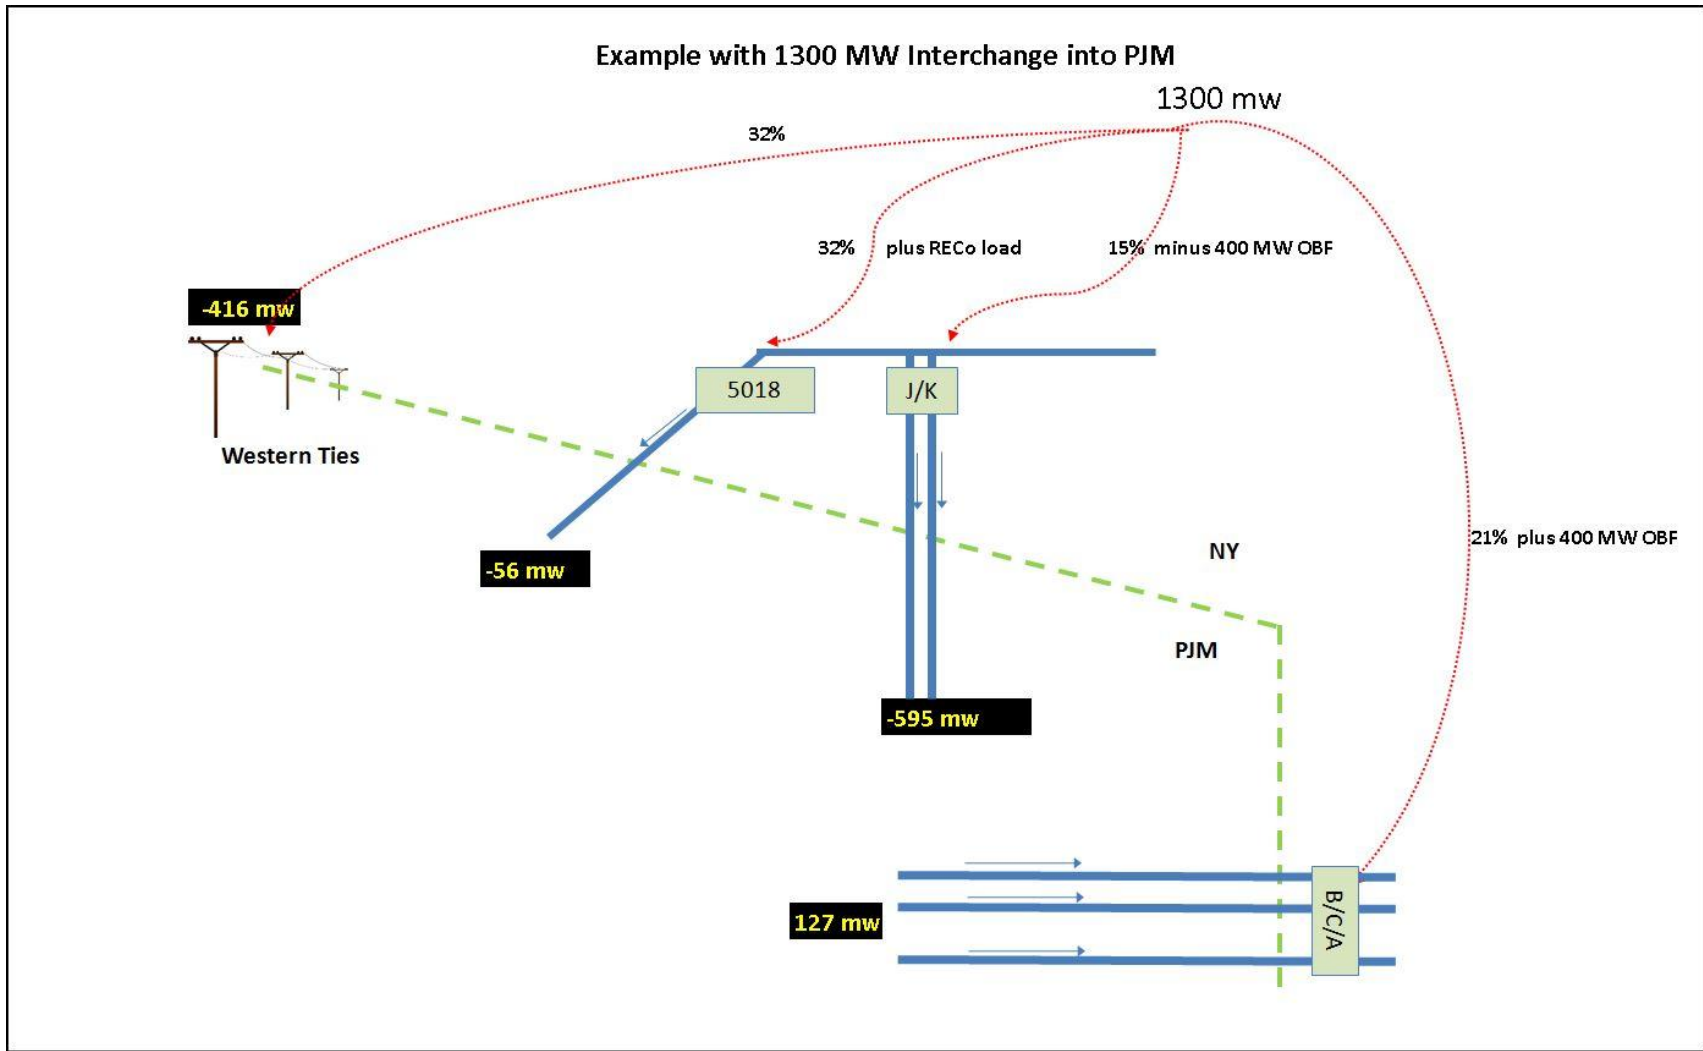 Example with 1300 MW Interchange into PJM
1300 mw
32%
32% plus RECo load
15% minus 400 MW OBF
-416 mw
5018
J/K
Western Ties
21% plus 400 MW OBF
NY
-56 mw
PJM
-595 mw
B/C/A
127 mw